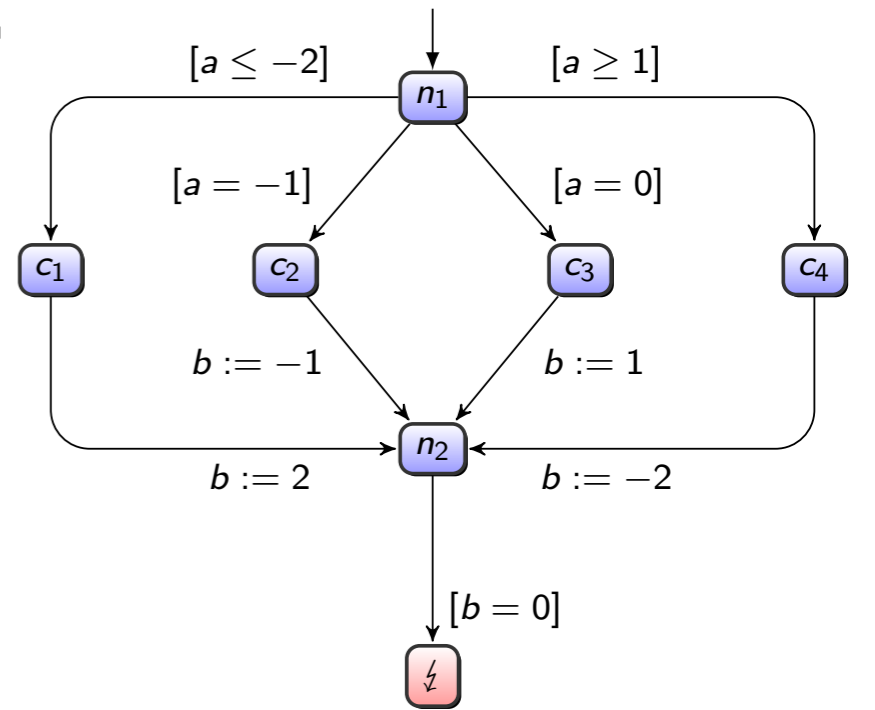 [a ≤ −2] [a ≥ 1]
n₁
[a = −1] [a = 0]
c₁ c₂ c₃ c₄
b := −1 b := 1
n₂
b := 2 b := −2
[b = 0]